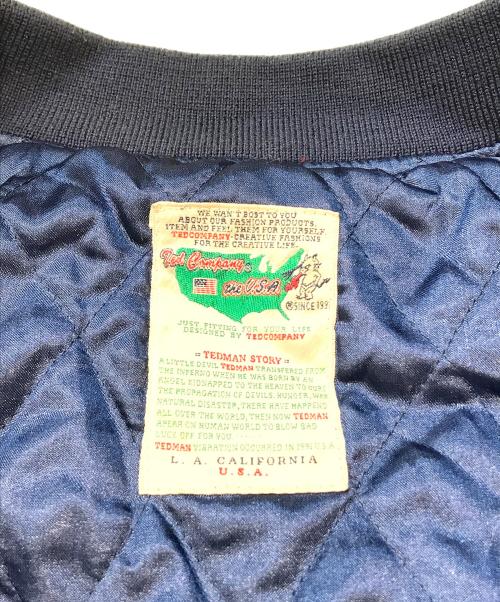 WE WAN'T BOST TO YOU
ABOUT OUR FASHION PRODUCTS.
ITEM AND FEEL THEM FOR YOURSELF.
TEDCOMPANY-CREATIVE FASHIONS
FOR THE CREATIVE LIFE.
Ted Company.
the U.S.A
©SINCE 199
JUST FITTING FOR YOUR LIFE
DESIGNED BY TEDCOMPANY
= TEDMAN STORY =
A LITTLE DEVIL TEDMAN TRANSFERED FROM
THE INFERNO WHEN HE WAS BORN BY AN
ANGEL KIDNAPPED TO THE HEAVEN TO CURE
THE PROPAGATION OF DEVILS. HUNGER, WAR
NATURAL DISASTER, THERE HAVE HAPPENS
ALL OVER THE WORLD, THEN NOW TEDMAN
APEAR ON HUMAN WORLD TO BLOW BAD
LUCK OFF FOR YOU...
TEDMAN VIBRATION OCCURRED IN 1991 U.S.A.
L. A. CALIFORNIA
U.S.A.